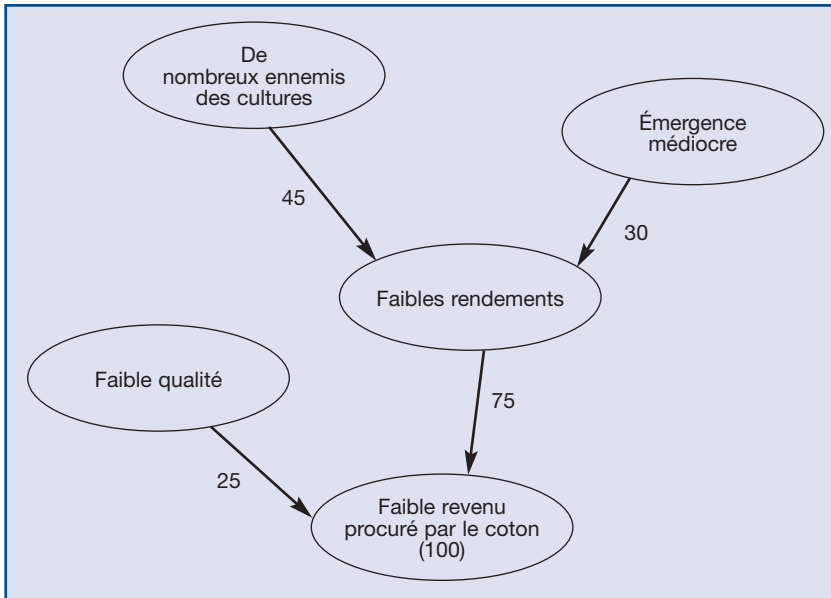 De
nombreux ennemis
des cultures
Émergence
médiocre
45
30
Faibles rendements
Faible qualité
75
25
Faible revenu
procuré par le coton
(100)